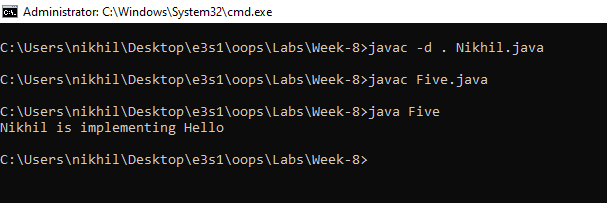 Administrator: C:\Windows\System32\cmd.exe
C:\Users\nikhil\Desktop\e3s1\oops\Labs\Week-8>javac -d . Nikhil.java
C:\Users\nikhil\Desktop\e3s1\oops\Labs\Week-8>javac Five.java
C:\Users\nikhil\Desktop\e3s1\oops\Labs\Week-8>java Five
Nikhil is implementing Hello
C:\Users\nikhil\Desktop\e3s1\oops\Labs\Week-8>